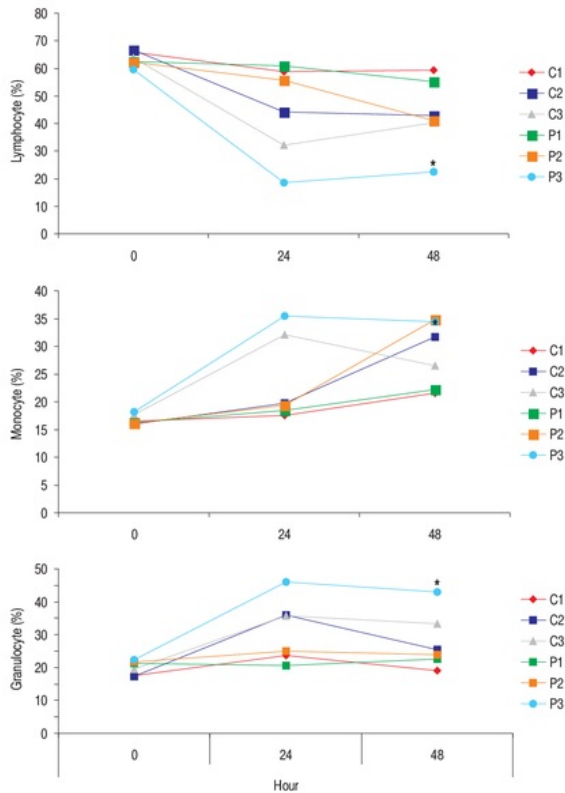 80
70
60
50
40
30
20
10
0
Lymphocyte (%)
0 24 48
*
C1
C2
C3
P1
P2
P3
40
35
30
25
20
15
10
5
0
Monocyte (%)
0 24 48
*
C1
C2
C3
P1
P2
P3
50
40
30
20
10
0
Granulocyte (%)
0 24 48
*
Hour
C1
C2
C3
P1
P2
P3